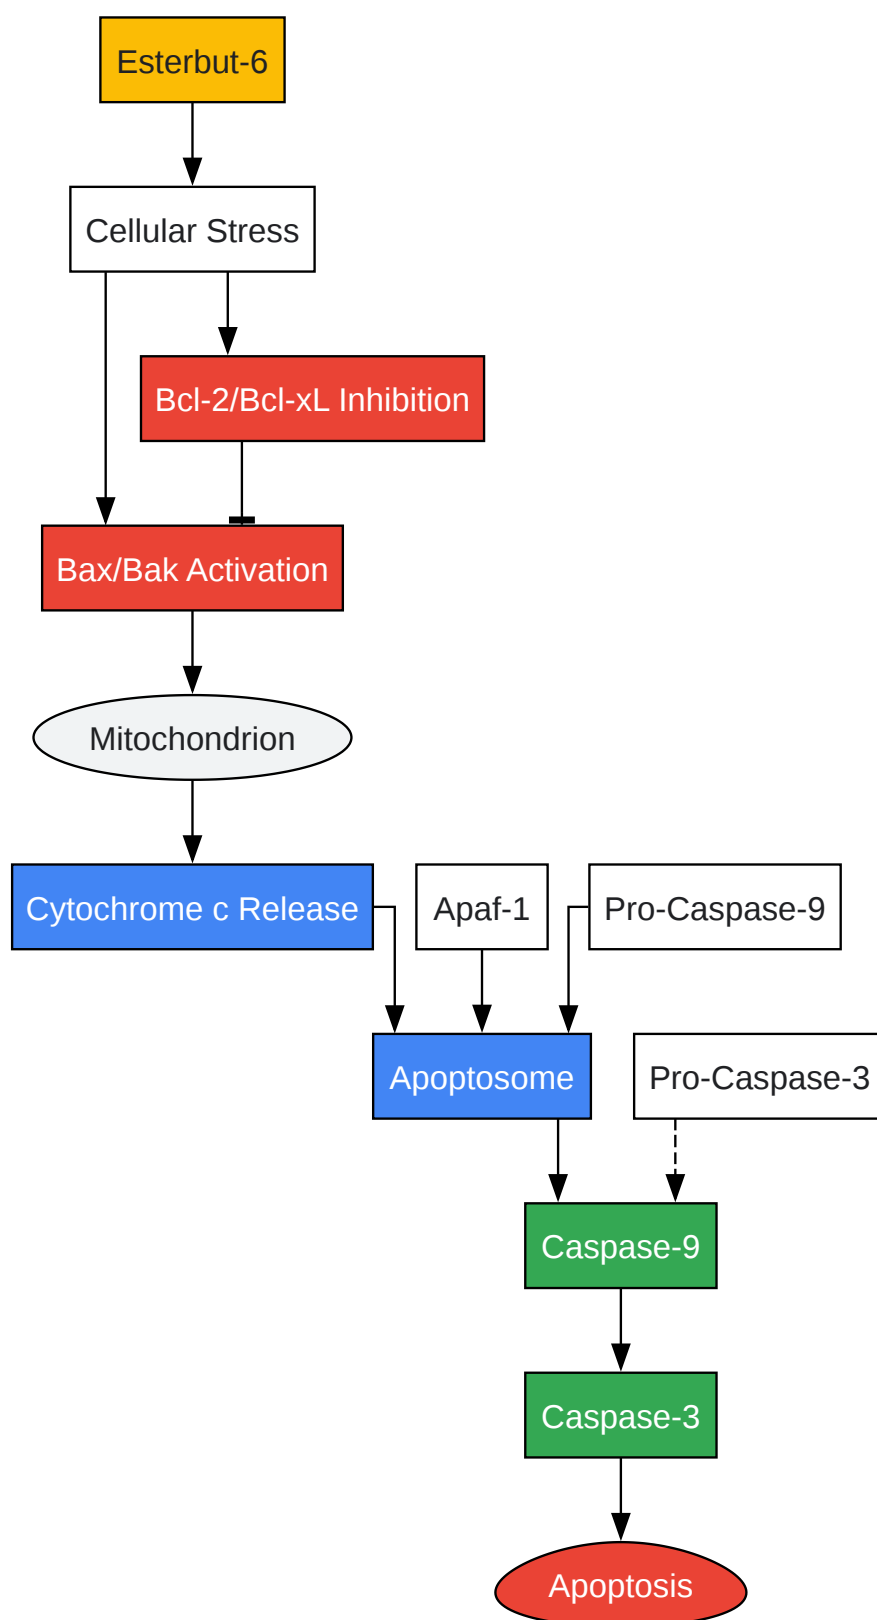 Esterbut-6
Cellular Stress
Bcl-2/Bcl-xL Inhibition
Bax/Bak Activation
Mitochondrion
Cytochrome c Release
Apaf-1
Pro-Caspase-9
Apoptosome
Pro-Caspase-3
Caspase-9
Caspase-3
Apoptosis